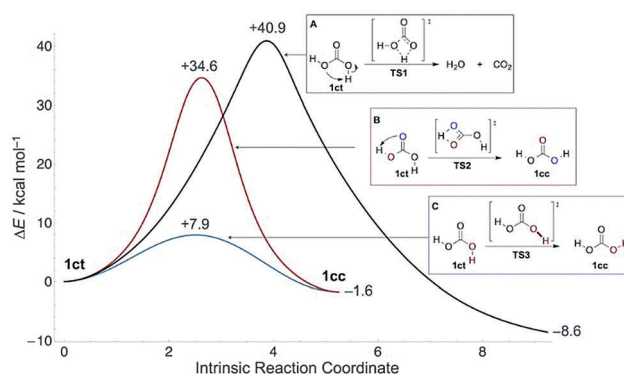 +40.9
+34.6
+7.9
1ct
1cc
−1.6
−8.6
ΔE / kcal mol⁻¹
40
30
20
10
0
−10
0
2
4
6
8
Intrinsic Reaction Coordinate
A
HO O O H
1ct
‡
HO O O H
TS1
H₂O + CO₂
B
H O O O H
1ct
‡
H O O O H
TS2
H O O O H
1cc
C
H O O O H
1ct
‡
H O O O H
TS3
H O O O H
1cc